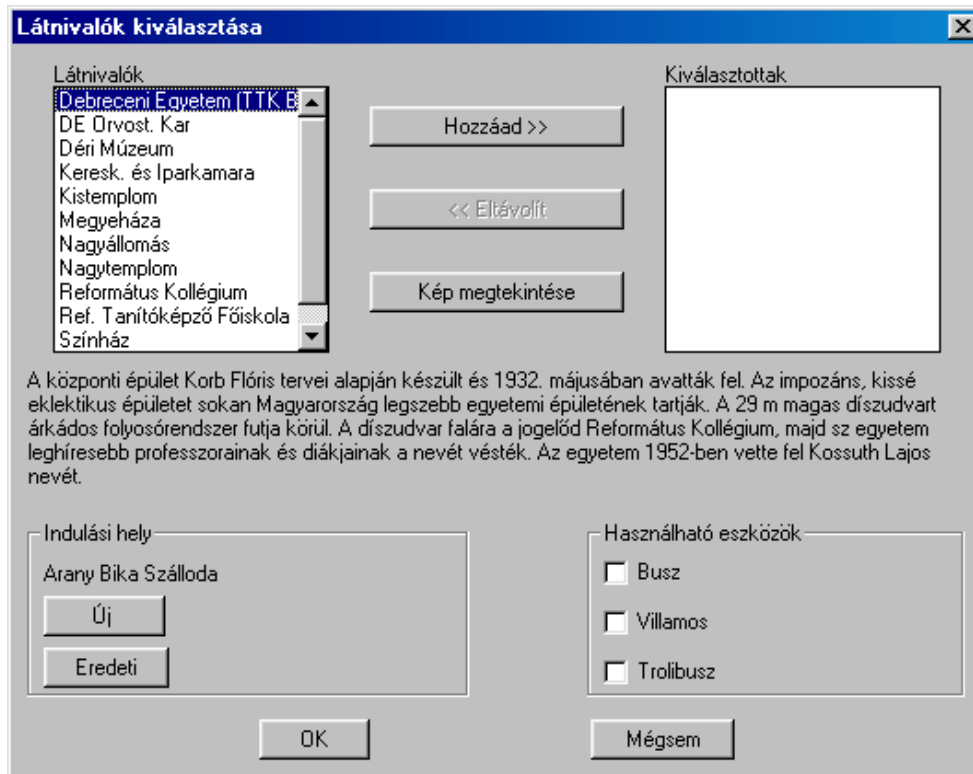 Látnivalók kiválasztása
Látnivalók
Kiválasztottak
Debreceni Egyetem (TTK B
DE Orvost. Kar
Déri Múzeum
Keresk. és Iparkamara
Kistemplom
Megyeháza
Nagyállomás
Nagytemplom
Református Kollégium
Ref. Tanítóképző Főiskola
Színház
Hozzáad >>
<< Eltávolít
Kép megtekintése
A központi épület Korb Flóris tervei alapján készült és 1932. májusában avatták fel. Az impozáns, kissé
eklektikus épületet sokan Magyarország legszebb egyetemi épületének tartják. A 29 m magas díszudvart
árkádos folyosórendszer futja körül. A díszudvar falára a jogelőd Református Kollégium, majd sz egyetem
leghíresebb professzorainak és diákjainak a nevét vésték. Az egyetem 1952-ben vette fel Kossuth Lajos
nevét.
Indulási hely
Arany Bika Szálloda
Új
Eredeti
Használható eszközök
Busz
Villamos
Trolibusz
OK
Mégsem